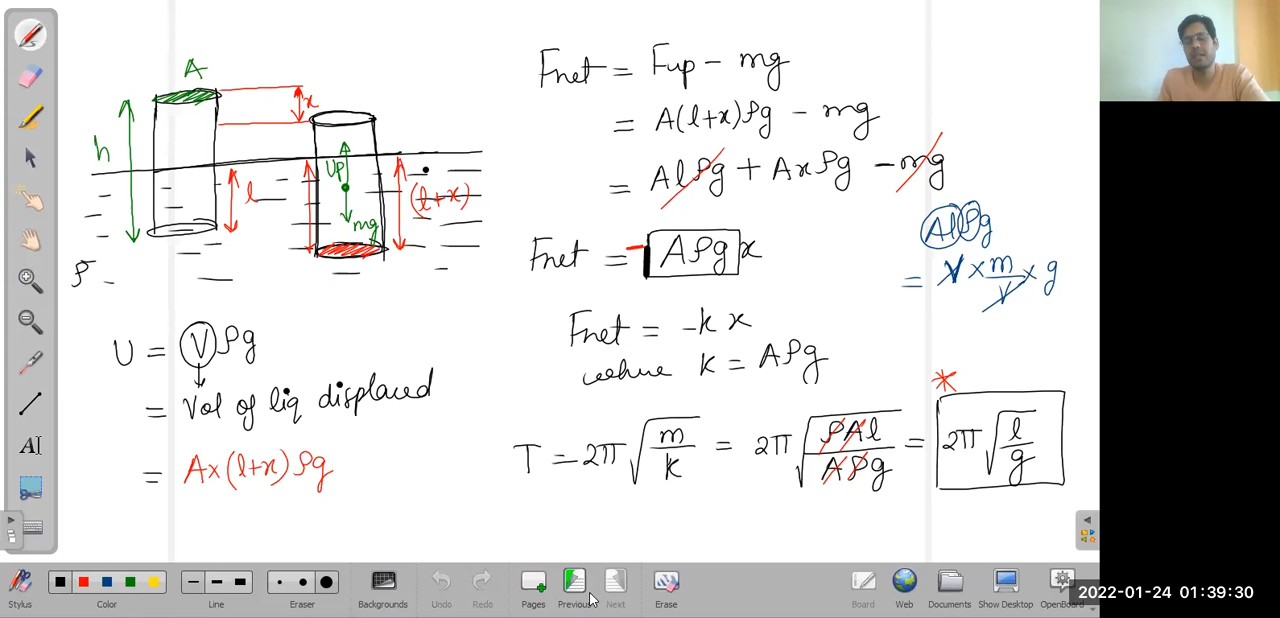 A
x
h
l
UP
mg
(l+x)
ρ
U = Vρg
= Vol of liq displaced
= A×(l+x)ρg
Fnet = Fup − mg
= A(l+x)ρg − mg
= Alρg + Axρg − mg
Fnet = −Aρg x
Alρg
= V × m/V × g
Fnet = −k x
where k = Aρg
T = 2π√(m/k) = 2π√(ρAl/Aρg) = 2π√(l/g)
*
A
Stylus
Color
Line
Eraser
Backgrounds
Undo
Redo
Pages
Previous
Next
Erase
Board
Web
Documents
Show Desktop
OpenBoard
2022-01-24 01:39:30